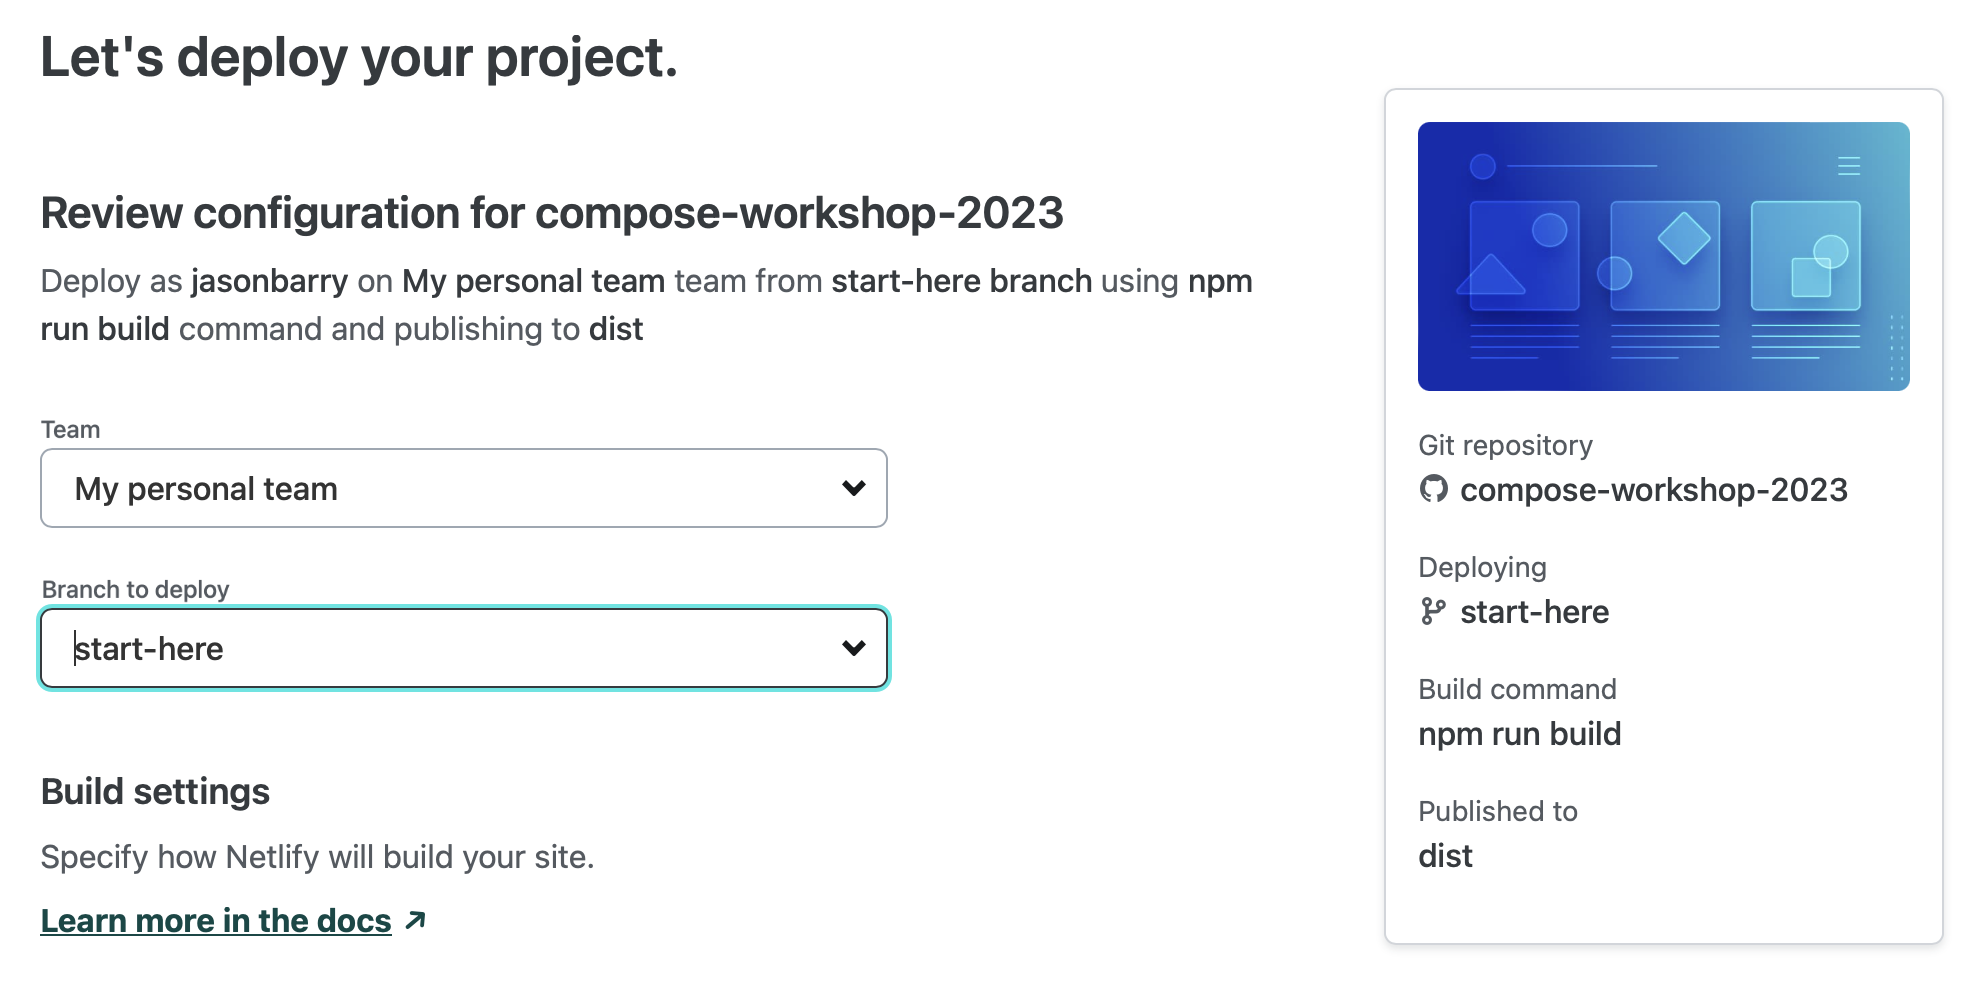 Let's deploy your project.
Review configuration for compose-workshop-2023
Deploy as jasonbarry on My personal team team from start-here branch using npm
run build command and publishing to dist
Team
My personal team
Branch to deploy
start-here
Build settings
Specify how Netlify will build your site.
Learn more in the docs
Git repository
compose-workshop-2023
Deploying
start-here
Build command
npm run build
Published to
dist